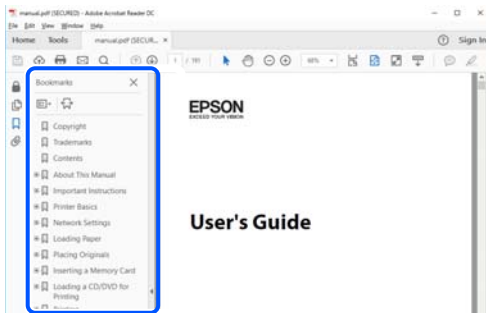 manual.pdf (SECURED) - Adobe Acrobat Reader DC
File Edit View Window Help
Home Tools manual.pdf (SECUR... ×
Sign In
1 / 191
Bookmarks
Copyright
Trademarks
Contents
About This Manual
Important Instructions
Printer Basics
Network Settings
Loading Paper
Placing Originals
Inserting a Memory Card
Loading a CD/DVD for
Printing
EPSON
EXCEED YOUR VISION
User's Guide